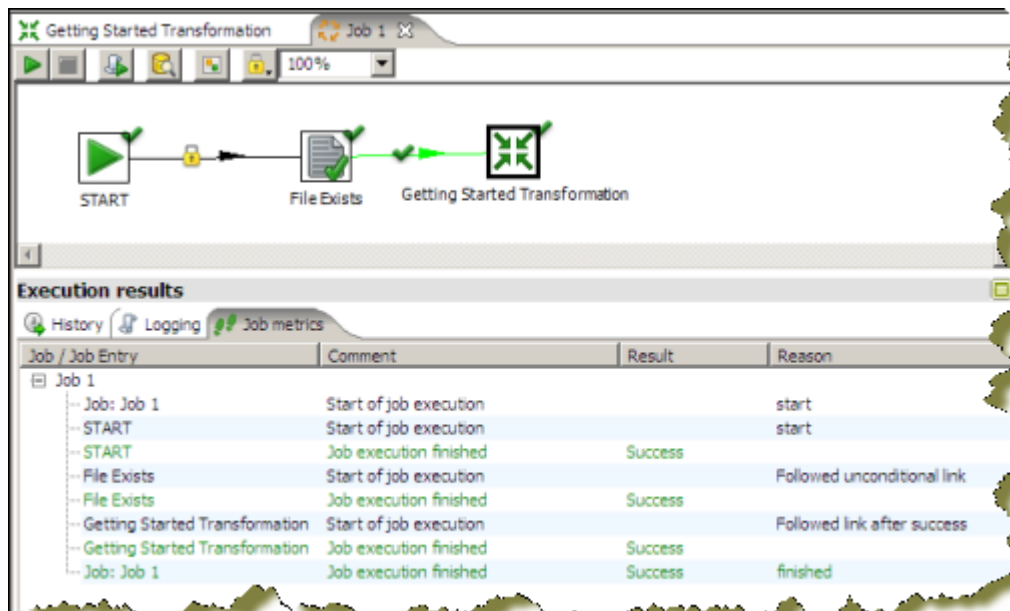 Getting Started Transformation Job 1
100%
START
File Exists
Getting Started Transformation
Execution results
History Logging Job metrics
Job / Job Entry Comment Result Reason
Job 1
Job: Job 1 Start of job execution start
START Start of job execution start
START Job execution finished Success
File Exists Start of job execution Followed unconditional link
File Exists Job execution finished Success
Getting Started Transformation Start of job execution Followed link after success
Getting Started Transformation Job execution finished Success
Job: Job 1 Job execution finished Success finished